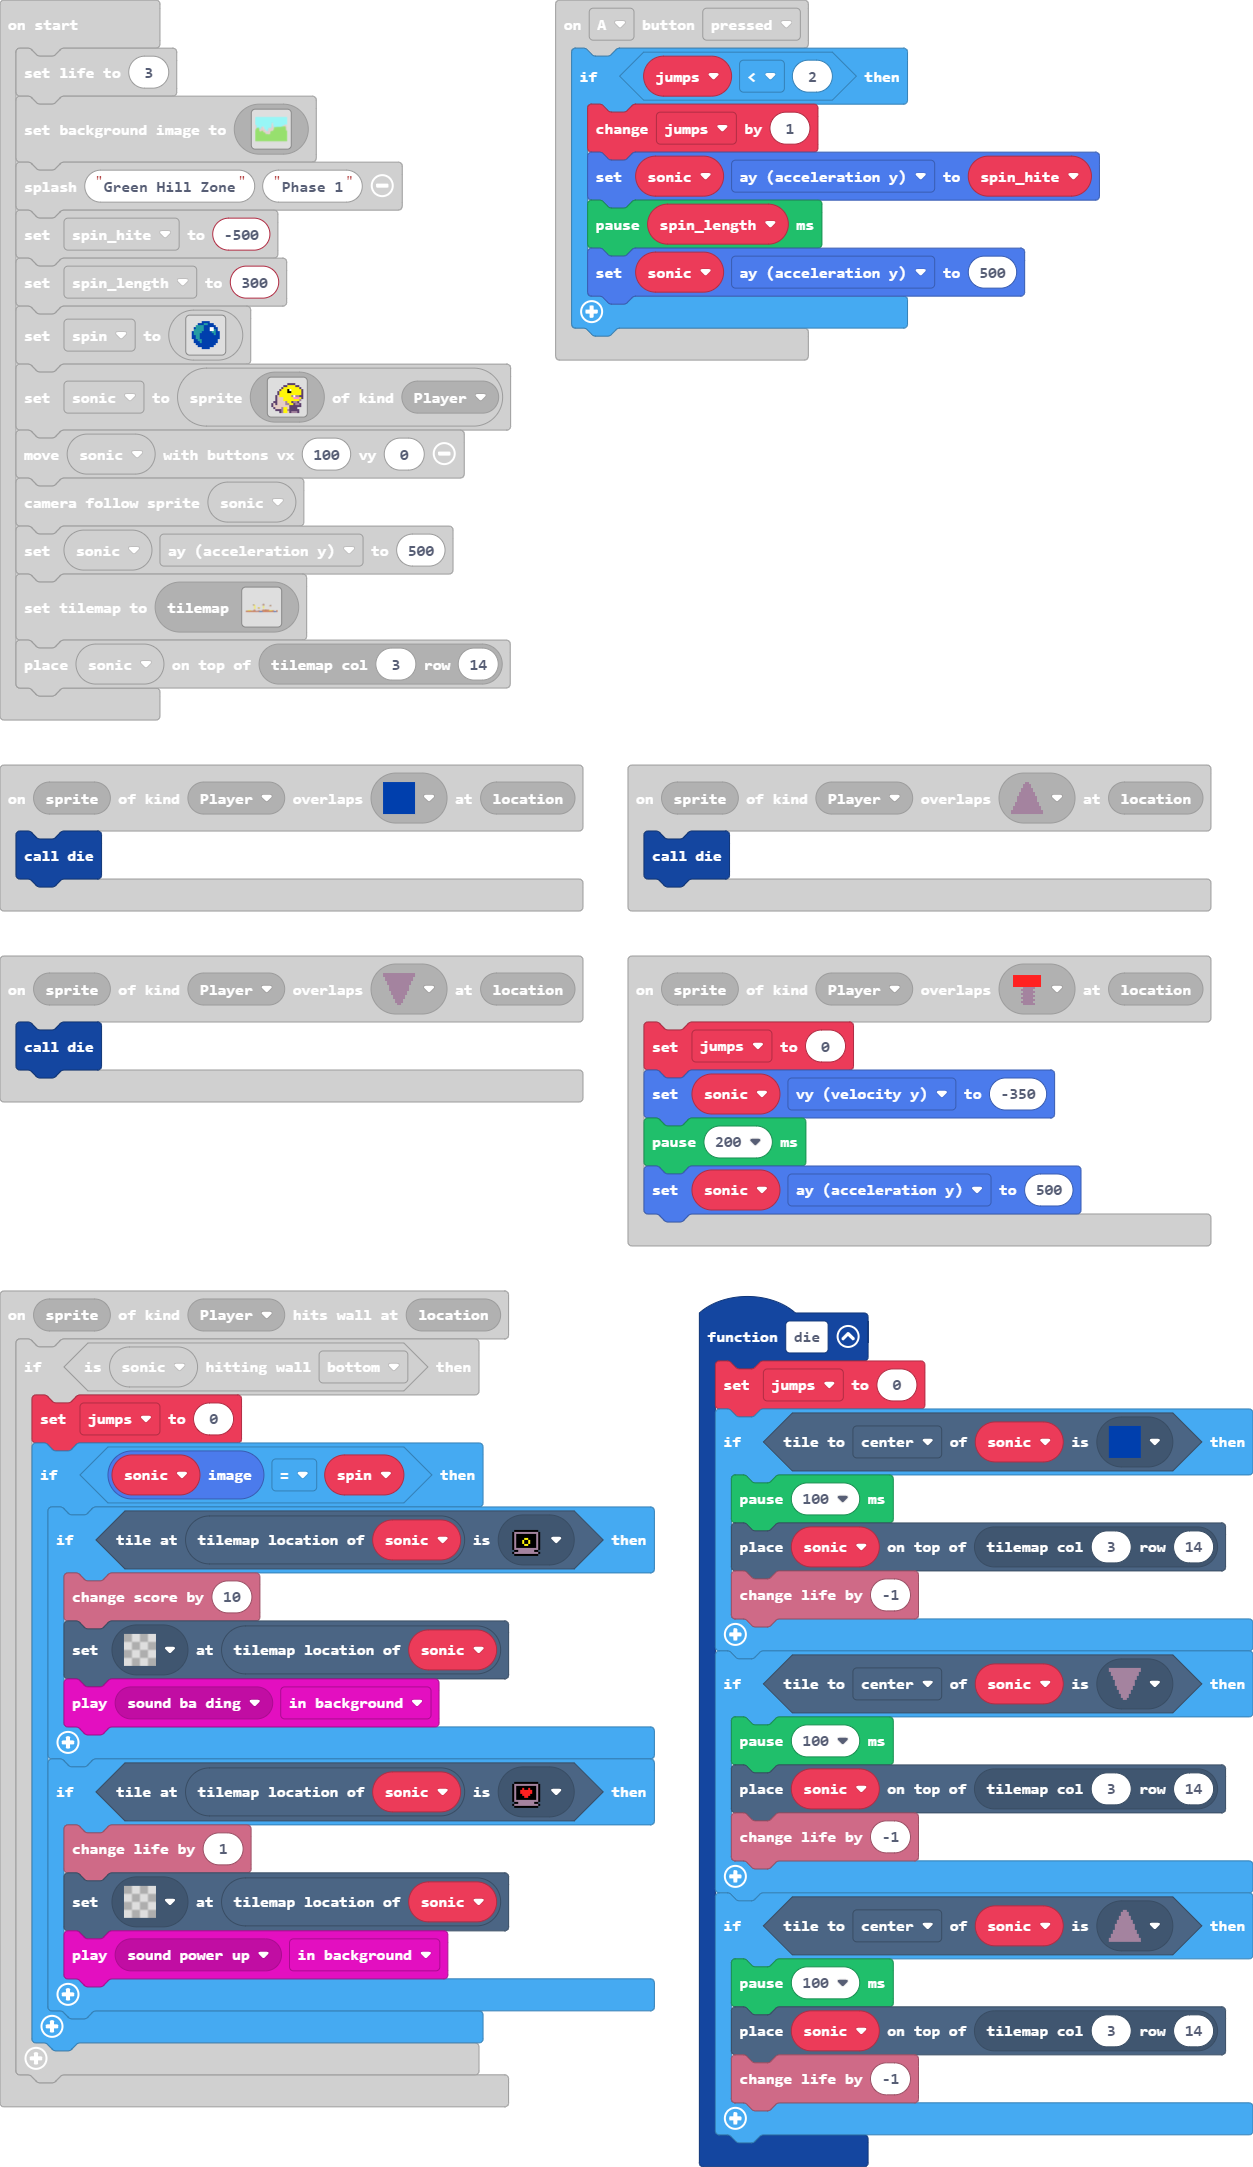 on start
set life to 3
set background image to
splash "Green Hill Zone" "Phase 1"
set spin_hite to -500
set spin_length to 300
set spin to
set sonic to sprite of kind Player
move sonic with buttons vx 100 vy 0
camera follow sprite sonic
set sonic ay (acceleration y) to 500
set tilemap to tilemap
place sonic on top of tilemap col 3 row 14
on A button pressed
if jumps < 2 then
change jumps by 1
set sonic ay (acceleration y) to spin_hite
pause spin_length ms
set sonic ay (acceleration y) to 500
on sprite of kind Player overlaps at location
call die
on sprite of kind Player overlaps at location
call die
on sprite of kind Player overlaps at location
call die
on sprite of kind Player overlaps at location
set jumps to 0
set sonic vy (velocity y) to -350
pause 200 ms
set sonic ay (acceleration y) to 500
on sprite of kind Player hits wall at location
if is sonic hitting wall bottom then
set jumps to 0
if sonic image = spin then
if tile at tilemap location of sonic is then
change score by 10
set at tilemap location of sonic
play sound ba ding in background
if tile at tilemap location of sonic is then
change life by 1
set at tilemap location of sonic
play sound power up in background
function die
set jumps to 0
if tile to center of sonic is then
pause 100 ms
place sonic on top of tilemap col 3 row 14
change life by -1
if tile to center of sonic is then
pause 100 ms
place sonic on top of tilemap col 3 row 14
change life by -1
if tile to center of sonic is then
pause 100 ms
place sonic on top of tilemap col 3 row 14
change life by -1